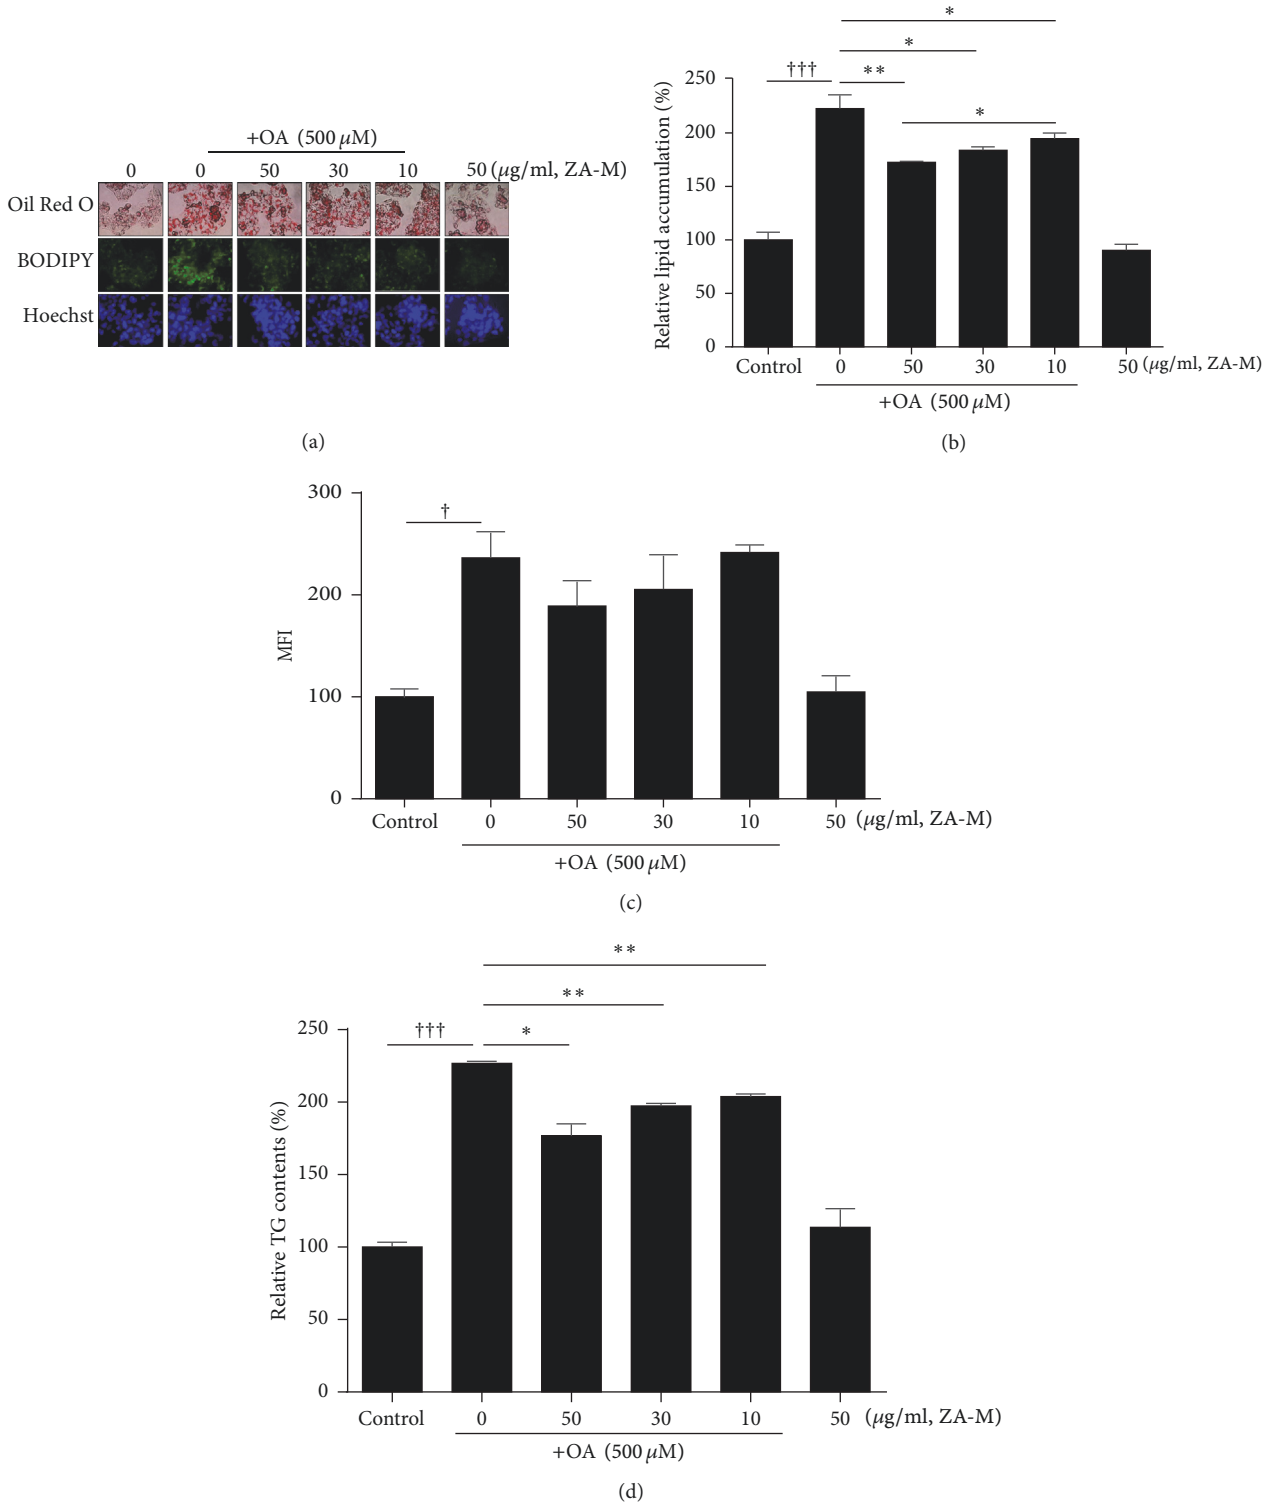 +OA (500 μM)
0 0 50 30 10 50 (μg/ml, ZA-M)
Oil Red O
BODIPY
Hoechst
(a)
*
*
††† **
*
Relative lipid accumulation (%)
250
200
150
100
50
0
Control 0 50 30 10 50 (μg/ml, ZA-M)
+OA (500 μM)
(b)
†
MFI
300
200
100
0
Control 0 50 30 10 50 (μg/ml, ZA-M)
+OA (500 μM)
(c)
**
**
††† *
Relative TG contents (%)
250
200
150
100
50
0
Control 0 50 30 10 50 (μg/ml, ZA-M)
+OA (500 μM)
(d)